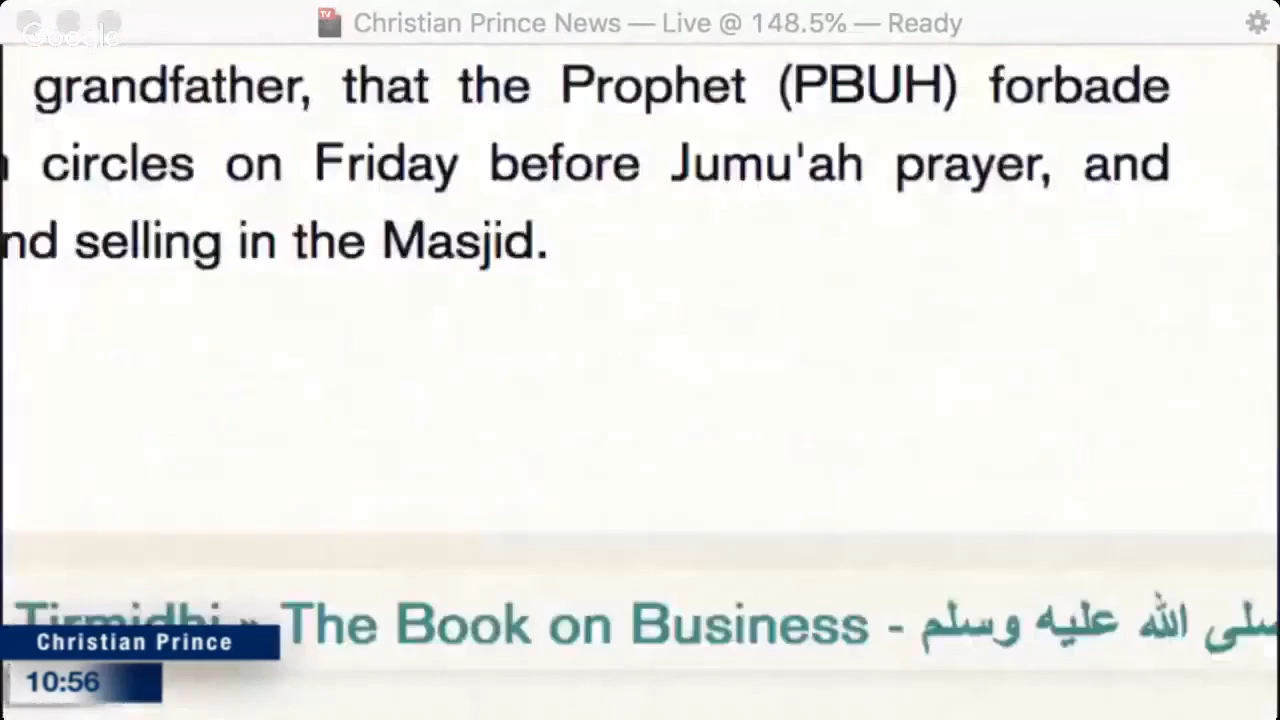 Google
Christian Prince News — Live @ 148.5% — Ready
grandfather, that the Prophet (PBUH) forbade
circles on Friday before Jumu'ah prayer, and
nd selling in the Masjid.
Tirmidhi » The Book on Business - صلى الله عليه وسلم
Christian Prince
10:56